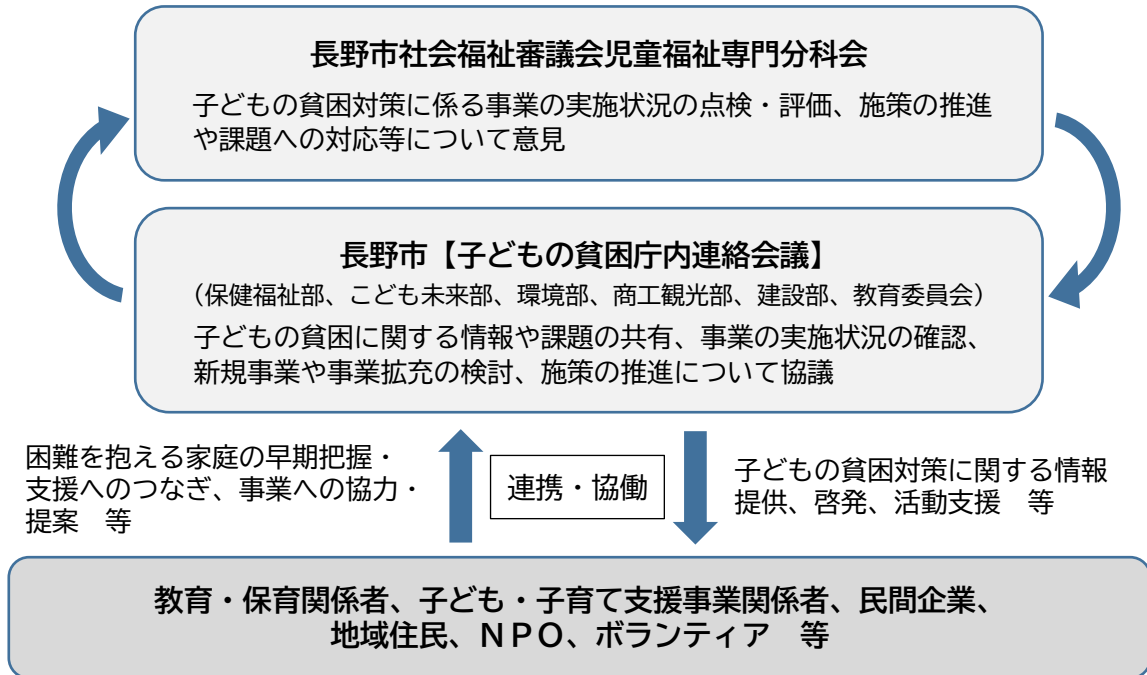 長野市社会福祉審議会児童福祉専門分科会
子どもの貧困対策に係る事業の実施状況の点検・評価、施策の推進
や課題への対応等について意見
長野市【子どもの貧困庁内連絡会議】
（保健福祉部、こども未来部、環境部、商工観光部、建設部、教育委員会）
子どもの貧困に関する情報や課題の共有、事業の実施状況の確認、
新規事業や事業拡充の検討、施策の推進について協議
困難を抱える家庭の早期把握・
支援へのつなぎ、事業への協力・
提案　等
連携・協働
子どもの貧困対策に関する情報
提供、啓発、活動支援　等
教育・保育関係者、子ども・子育て支援事業関係者、民間企業、
地域住民、ＮＰＯ、ボランティア　等